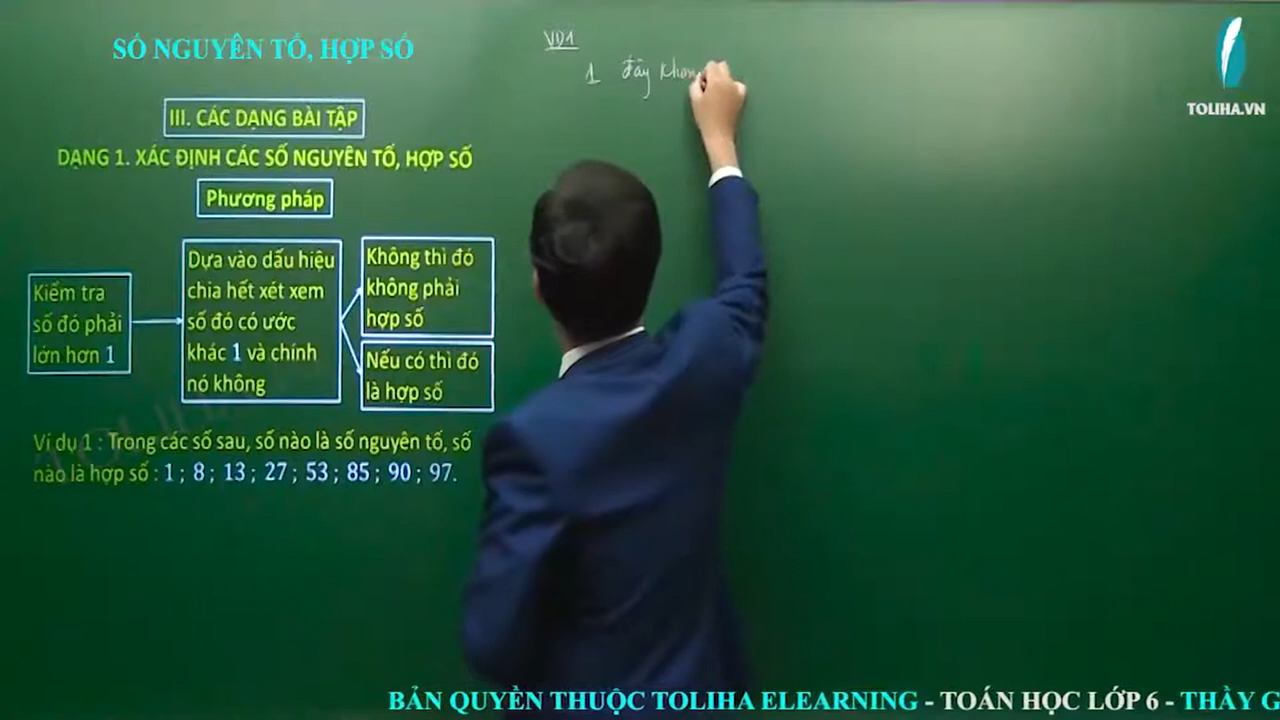 SỐ NGUYÊN TỐ, HỢP SỐ
III. CÁC DẠNG BÀI TẬP
DẠNG 1. XÁC ĐỊNH CÁC SỐ NGUYÊN TỐ, HỢP SỐ
Phương pháp
Kiểm tra
số đó phải
lớn hơn 1
Dựa vào dấu hiệu
chia hết xét xem
số đó có ước
khác 1 và chính
nó không
Không thì đó
không phải
hợp số
Nếu có thì đó
là hợp số
Ví dụ 1 : Trong các số sau, số nào là số nguyên tố, số
nào là hợp số : 1 ; 8 ; 13 ; 27 ; 53 ; 85 ; 90 ; 97.
VD1
1 đây
TOLIHA.VN
BẢN QUYỀN THUỘC TOLIHA ELEARNING - TOÁN HỌC LỚP 6 - THẦY G